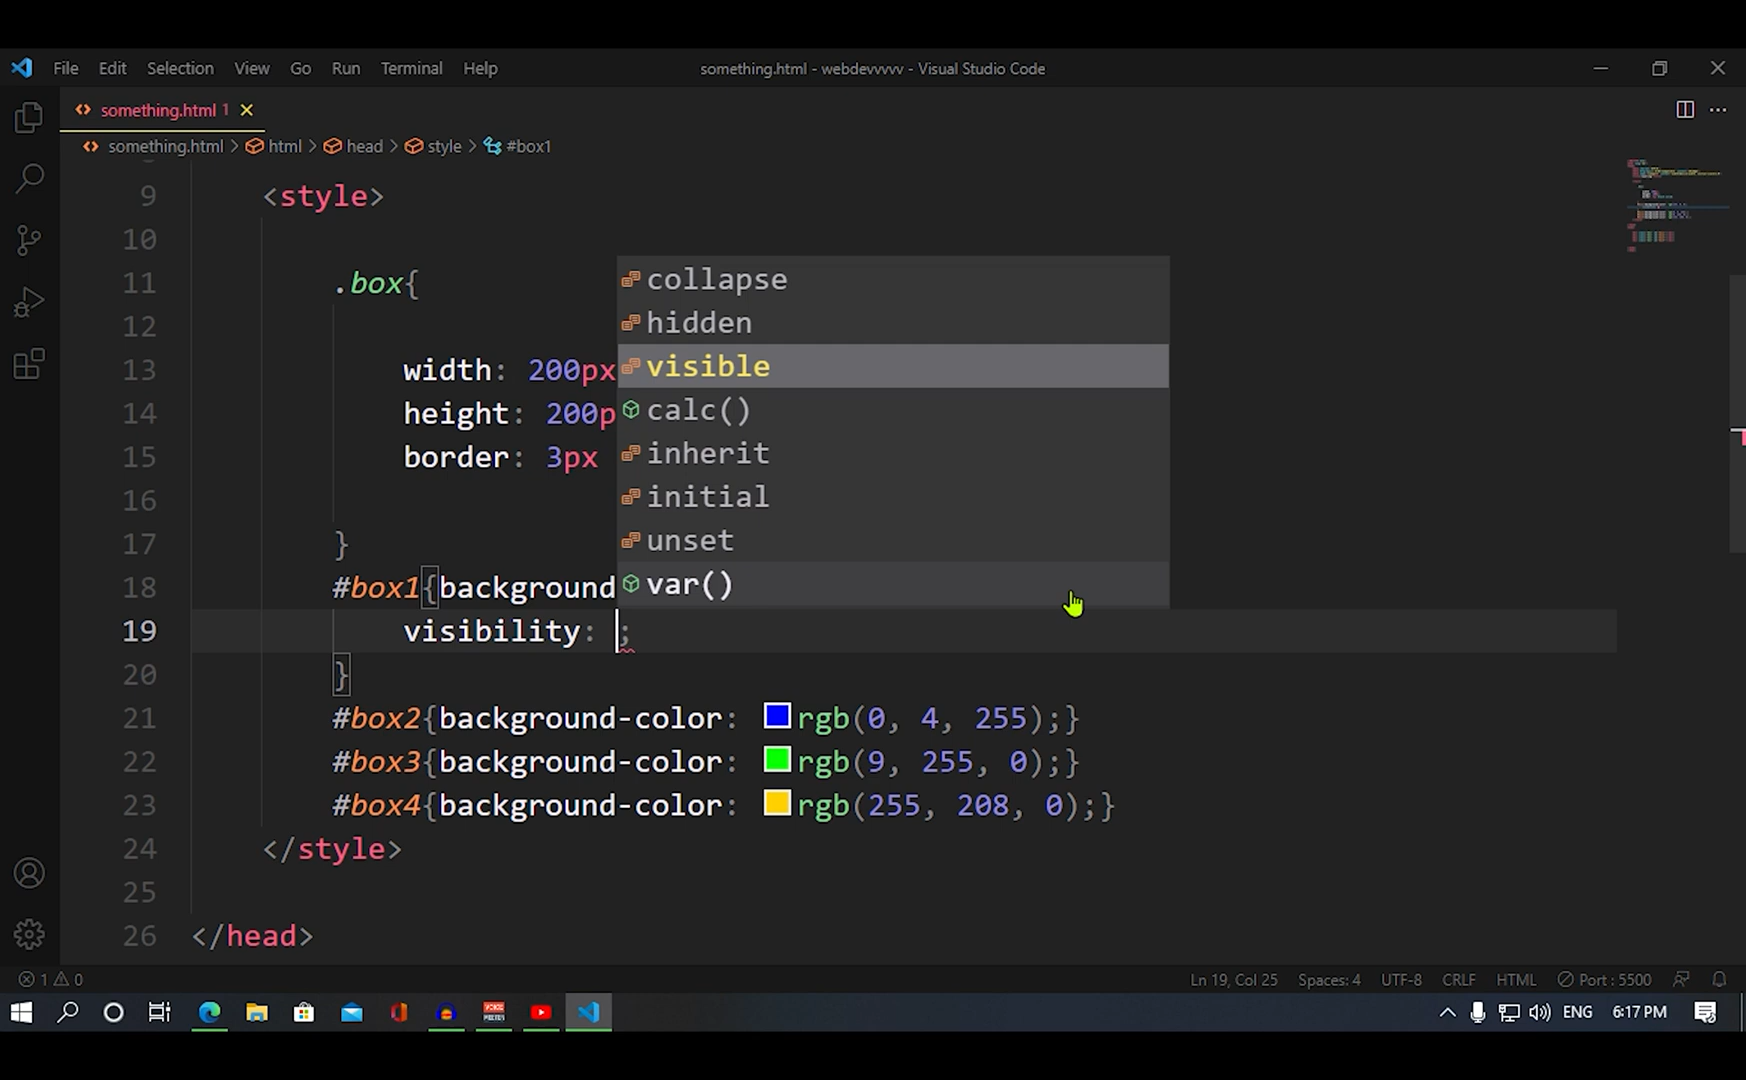 File Edit Selection View Go Run Terminal Help
something.html - webdevvvvv - Visual Studio Code
something.html 1
something.html > html > head > style > #box1
9 <style>
10
11 .box{
12
13 width: 200px
14 height: 200p
15 border: 3px
16
17 }
18 #box1{background
19 visibility: ;
20 }
21 #box2{background-color: rgb(0, 4, 255);}
22 #box3{background-color: rgb(9, 255, 0);}
23 #box4{background-color: rgb(255, 208, 0);}
24 </style>
25
26 </head>
collapse
hidden
visible
calc()
inherit
initial
unset
var()
1 0
Ln 19, Col 25 Spaces: 4 UTF-8 CRLF HTML Port : 5500
ENG 6:17 PM